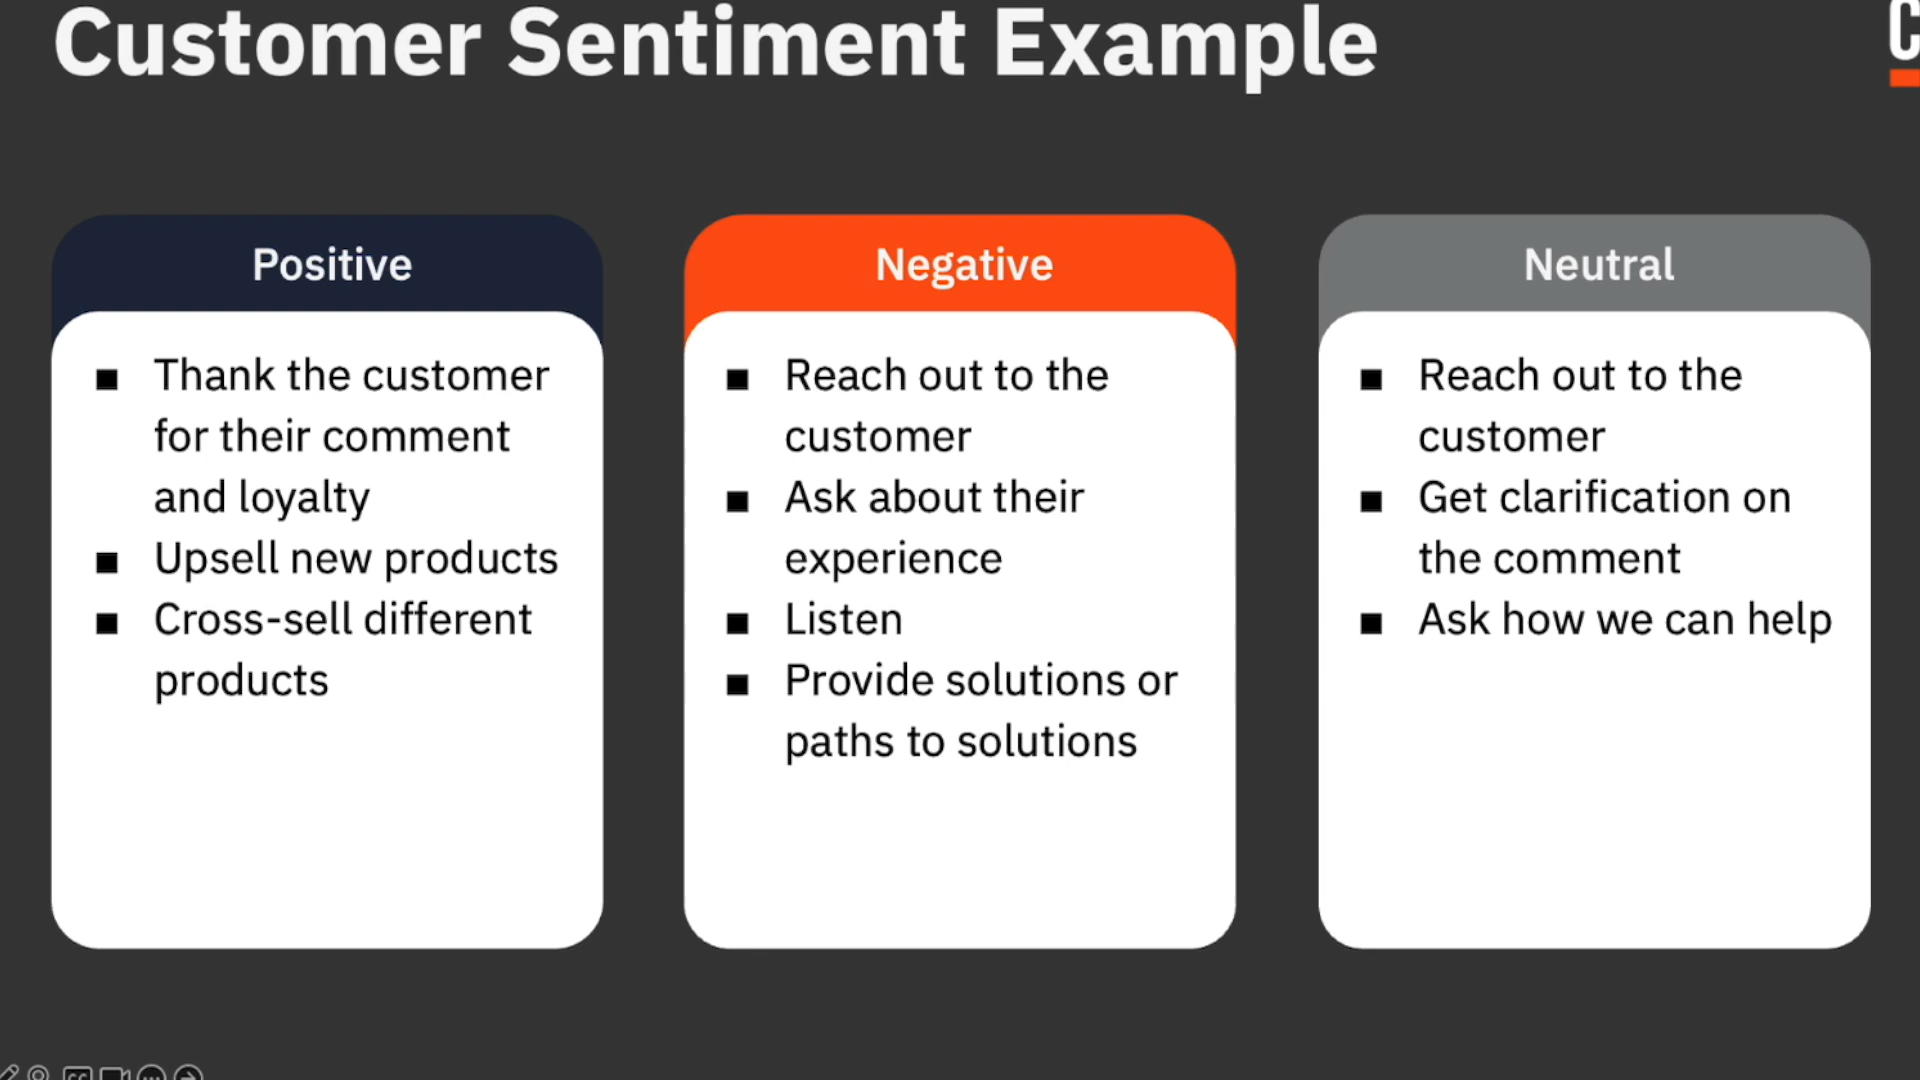 Customer Sentiment Example
C
Positive
Thank the customer
for their comment
and loyalty
Upsell new products
Cross-sell different
products
Negative
Reach out to the
customer
Ask about their
experience
Listen
Provide solutions or
paths to solutions
Neutral
Reach out to the
customer
Get clarification on
the comment
Ask how we can help
CC